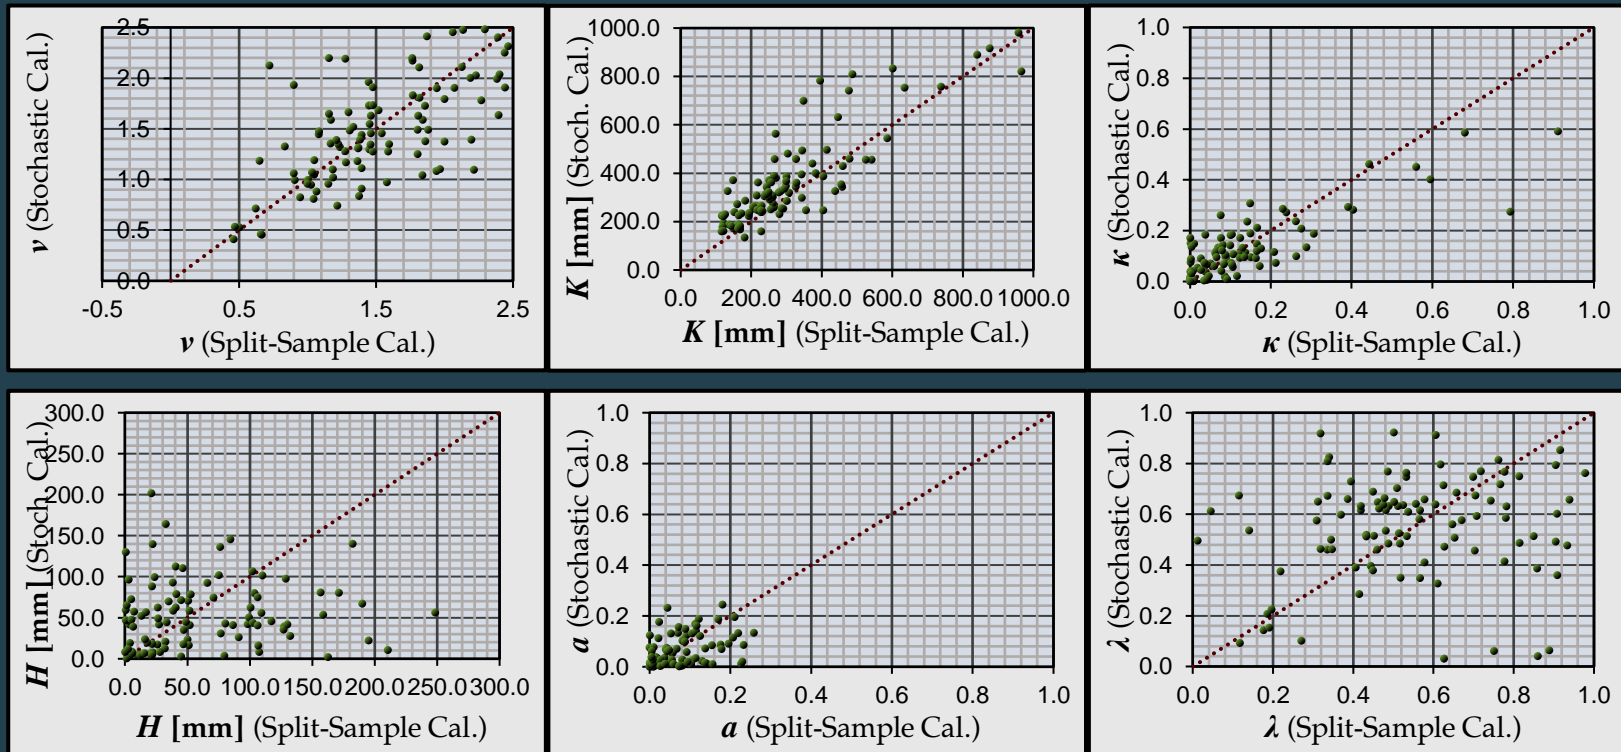 2.5
2.0
1.5
1.0
0.5
0.0
-0.5 0.5 1.5 2.5
ν (Stochastic Cal.)
ν (Split-Sample Cal.)
1000.0
800.0
600.0
400.0
200.0
0.0
0.0 200.0 400.0 600.0 800.0 1000.0
K [mm] (Stoch. Cal.)
K [mm] (Split-Sample Cal.)
1.0
0.8
0.6
0.4
0.2
0.0
0.0 0.2 0.4 0.6 0.8 1.0
κ (Stochastic Cal.)
κ (Split-Sample Cal.)
300.0
250.0
200.0
150.0
100.0
50.0
0.0
0.0 50.0 100.0 150.0 200.0 250.0 300.0
H [mm] (Stoch. Cal.)
H [mm] (Split-Sample Cal.)
1.0
0.8
0.6
0.4
0.2
0.0
0.0 0.2 0.4 0.6 0.8 1.0
a (Stochastic Cal.)
a (Split-Sample Cal.)
1.0
0.8
0.6
0.4
0.2
0.0
0.0 0.2 0.4 0.6 0.8 1.0
λ (Stochastic Cal.)
λ (Split-Sample Cal.)